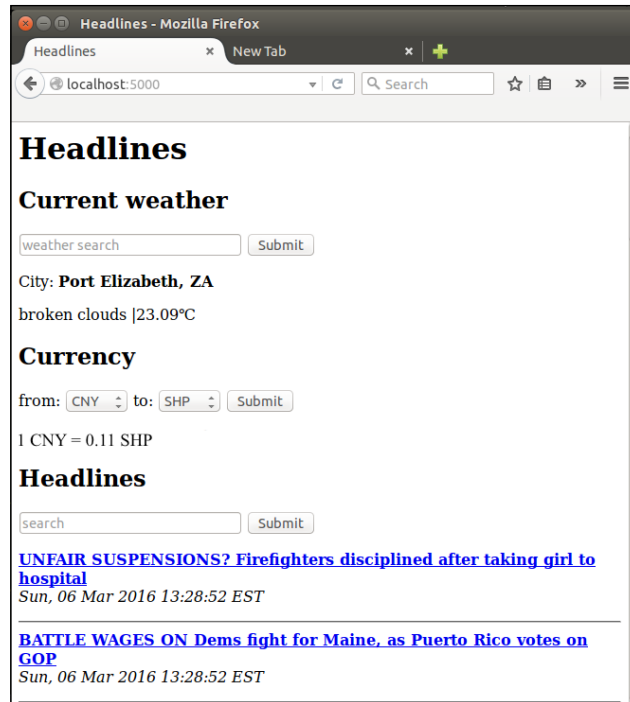 Headlines - Mozilla Firefox
Headlines × New Tab ×
localhost:5000 Search
Headlines
Current weather
weather search Submit
City: Port Elizabeth, ZA
broken clouds |23.09℃
Currency
from: CNY to: SHP Submit
1 CNY = 0.11 SHP
Headlines
search Submit
UNFAIR SUSPENSIONS? Firefighters disciplined after taking girl to
hospital
Sun, 06 Mar 2016 13:28:52 EST
BATTLE WAGES ON Dems fight for Maine, as Puerto Rico votes on
GOP
Sun, 06 Mar 2016 13:28:52 EST